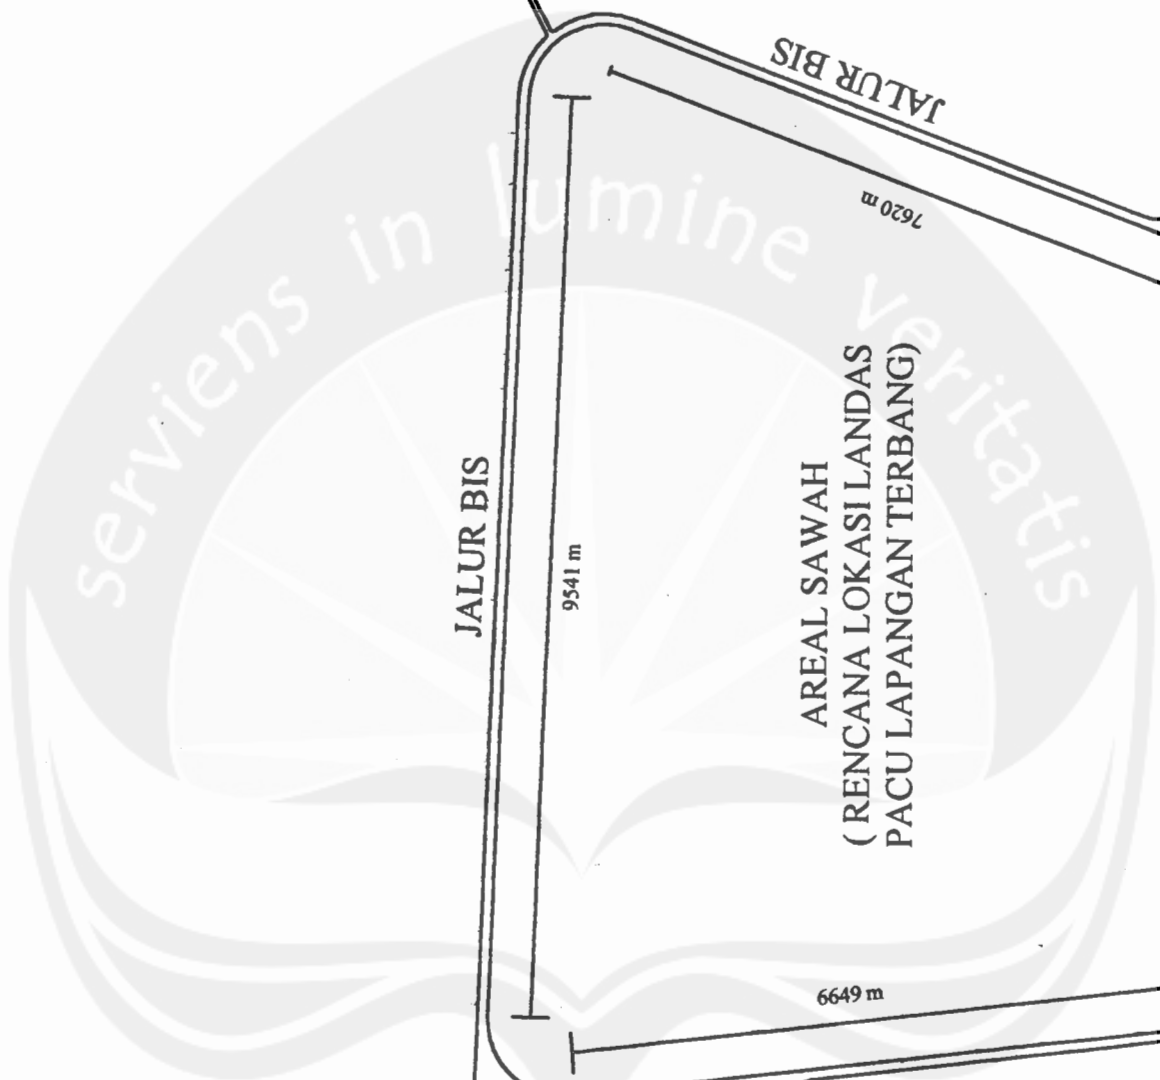 JALUR BIS
7620 m
serviens in lumine veritatis
JALUR BIS
9541 m
AREAL SAWAH
( RENCANA LOKASI LANDAS
PACU LAPANGAN TERBANG)
6649 m